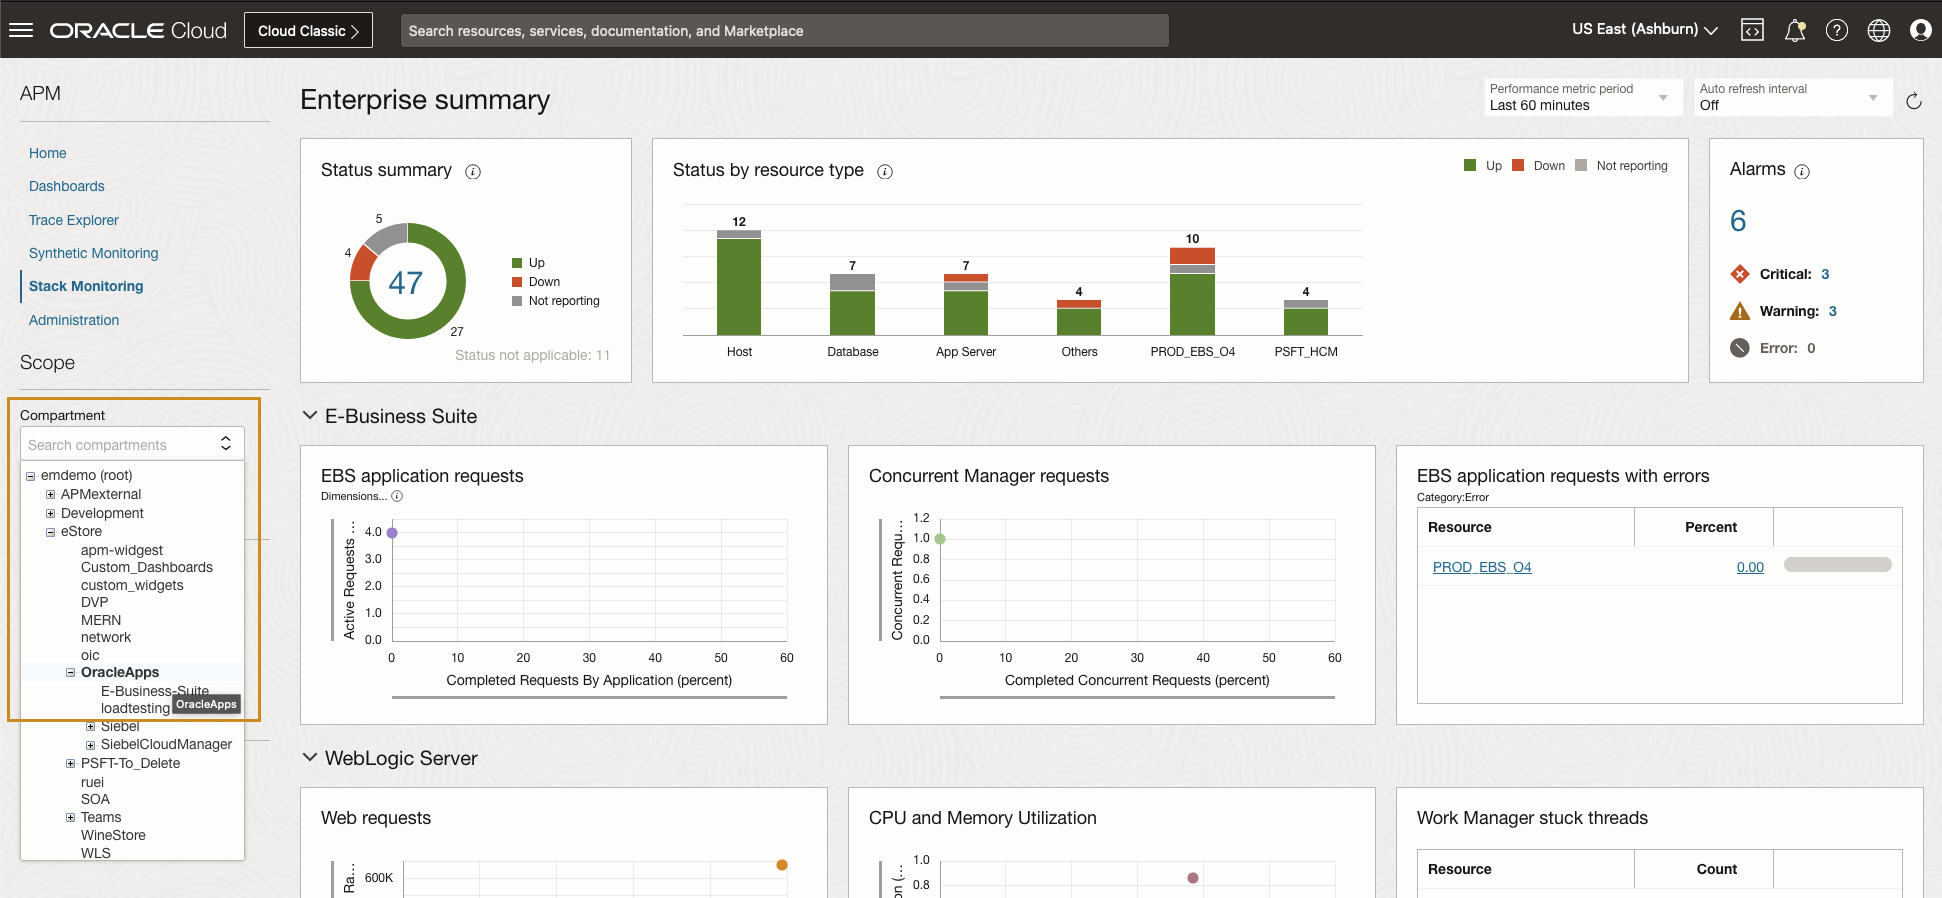 ORACLE Cloud
Cloud Classic >
Search resources, services, documentation, and Marketplace
US East (Ashburn)
APM
Home
Dashboards
Trace Explorer
Synthetic Monitoring
Stack Monitoring
Administration
Scope
Compartment
Search compartments
emdemo (root)
APMexternal
Development
eStore
apm-widgest
Custom_Dashboards
custom_widgets
DVP
MERN
network
oic
OracleApps
E-Business-Suite
loadtesting
OracleApps
Siebel
SiebelCloudManager
PSFT-To_Delete
ruei
SOA
Teams
WineStore
WLS
Enterprise summary
Performance metric period
Last 60 minutes
Auto refresh interval
Off
Status summary
5
4
47
27
Up
Down
Not reporting
Status not applicable: 11
Status by resource type
Up Down Not reporting
12 7 7 4 10 4
Host Database App Server Others PROD_EBS_O4 PSFT_HCM
Alarms
6
Critical: 3
Warning: 3
Error: 0
E-Business Suite
EBS application requests
Dimensions...
Active Requests ...
4.0
3.0
2.0
1.0
0.0
0 10 20 30 40 50 60
Completed Requests By Application (percent)
Concurrent Manager requests
Concurrent Requ...
1.2
1.0
0.8
0.6
0.4
0.2
0.0
0 10 20 30 40 50 60
Completed Concurrent Requests (percent)
EBS application requests with errors
Category:Error
Resource Percent
PROD_EBS_O4 0.00
WebLogic Server
Web requests
Ra...
600K
CPU and Memory Utilization
on (...
1.0
0.8
Work Manager stuck threads
Resource Count